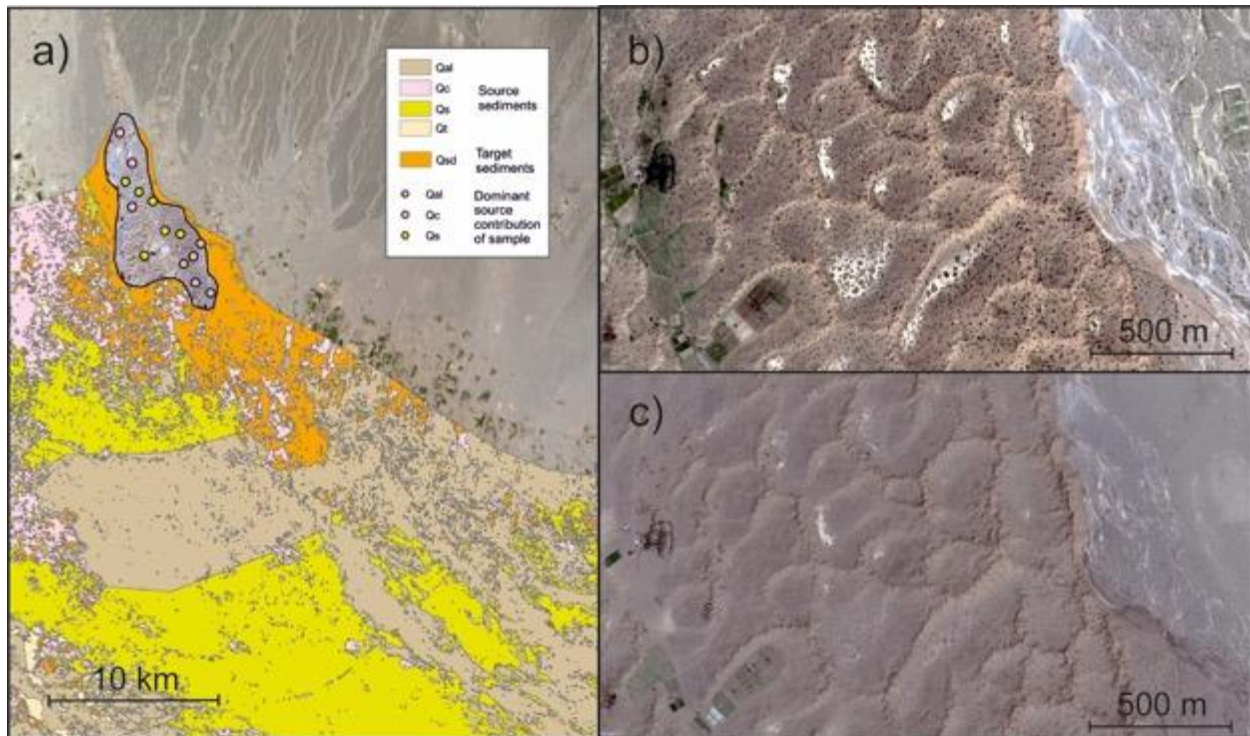 a)
Qal
Qc
Source
Qs
sediments
Qt
Qsd
Target
sediments
Qal
Dominant
Qc
source
contribution
Qs
of sample
10 km
b)
500 m
c)
500 m